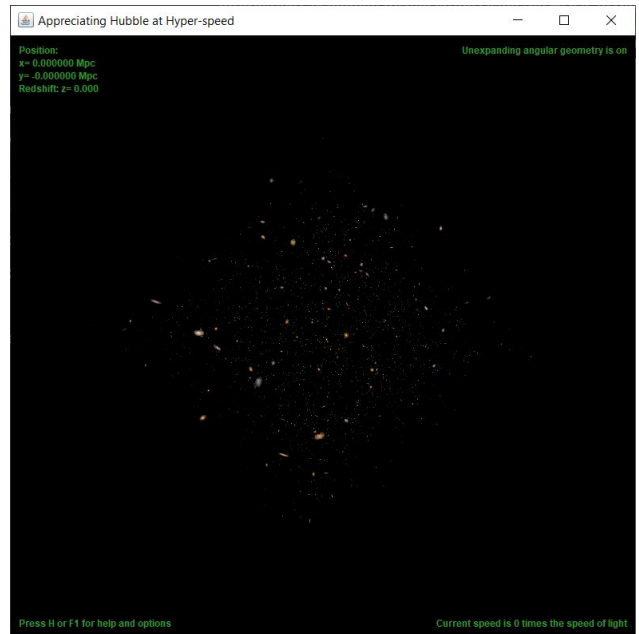 Appreciating Hubble at Hyper-speed
Position:
x= 0.000000 Mpc
y= -0.000000 Mpc
Redshift: z= 0.000
Unexpanding angular geometry is on
Press H or F1 for help and options
Current speed is 0 times the speed of light